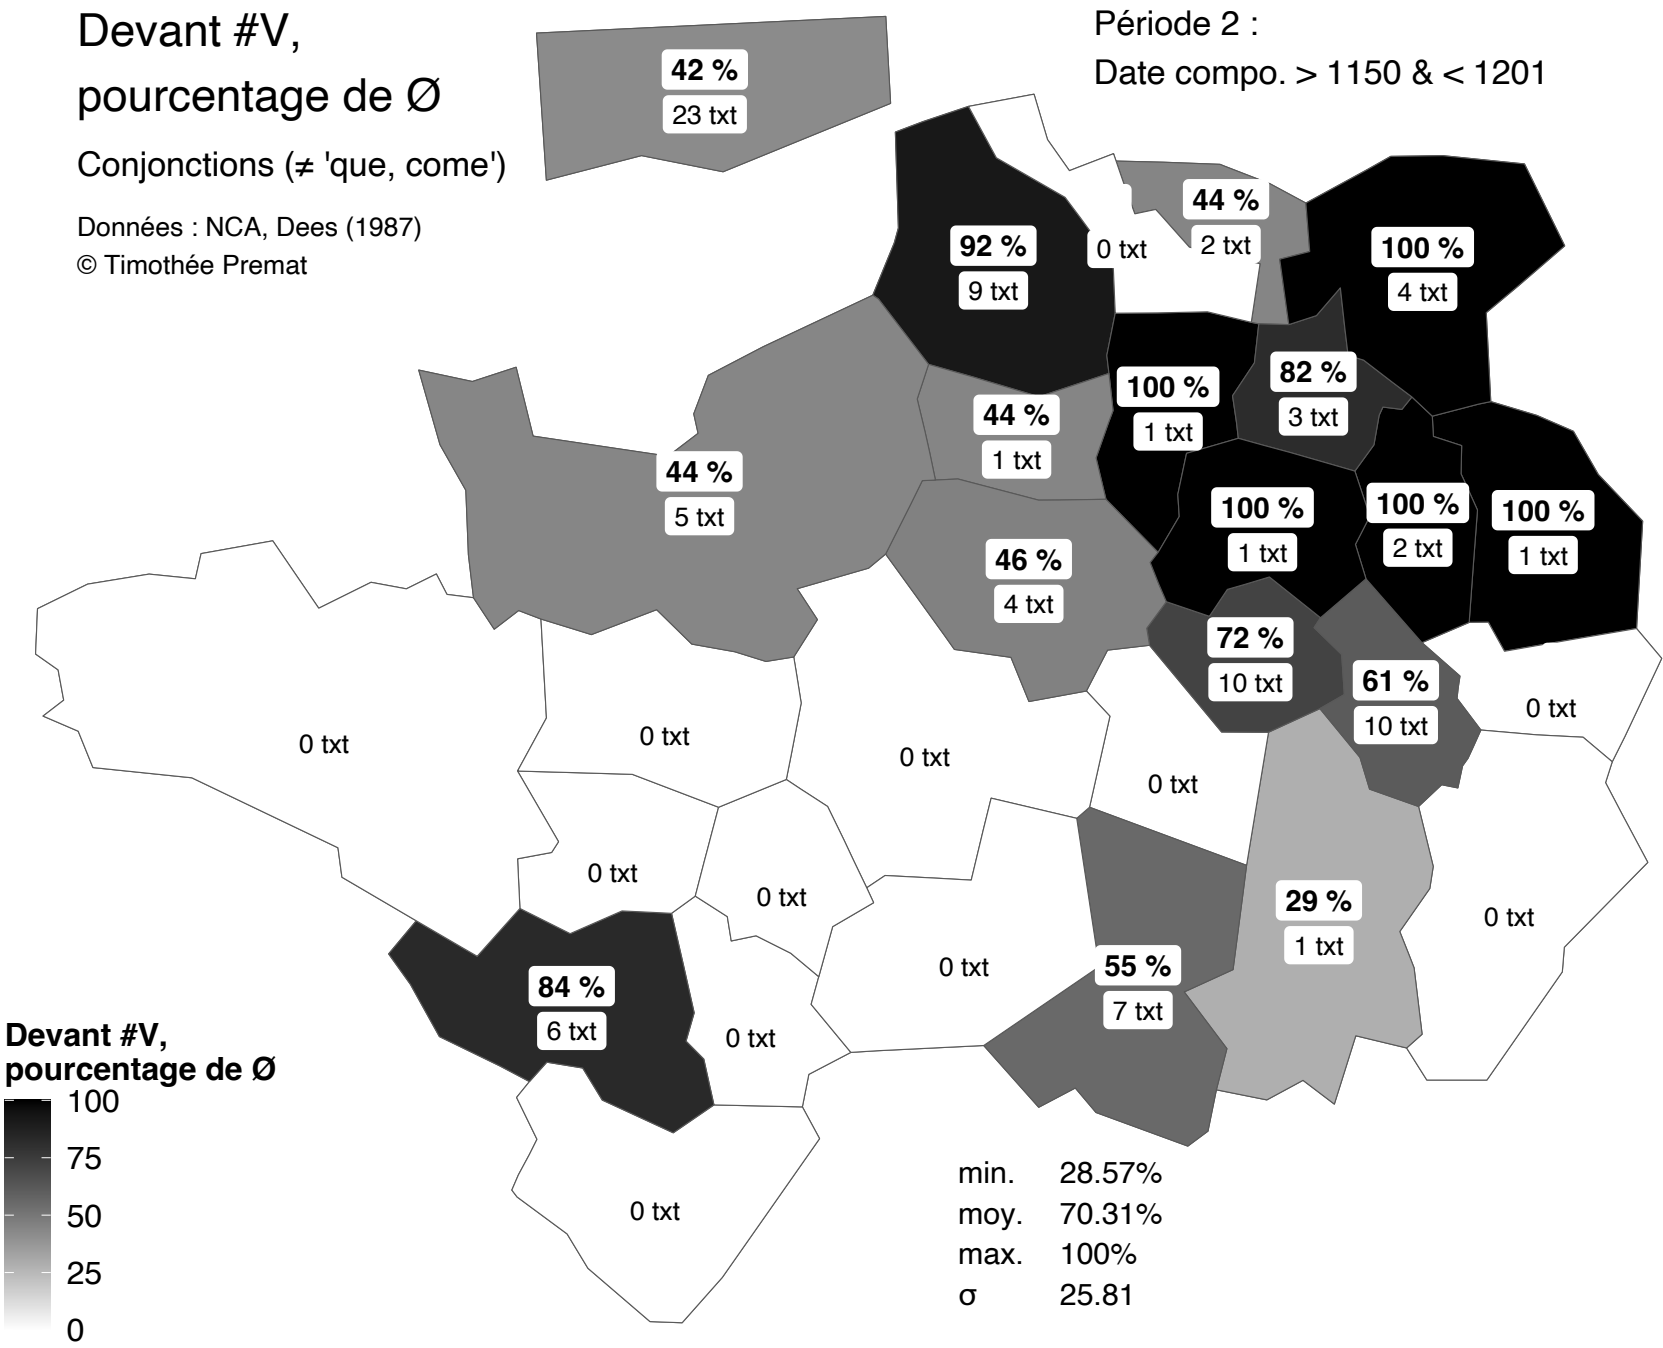 Devant #V,
pourcentage de Ø
Conjonctions (≠ 'que, come')
Données : NCA, Dees (1987)
© Timothée Premat
Période 2 :
Date compo. > 1150 & < 1201
42 %
23 txt
92 %
9 txt
0 txt
44 %
2 txt
100 %
4 txt
44 %
5 txt
44 %
1 txt
100 %
1 txt
82 %
3 txt
46 %
4 txt
100 %
1 txt
100 %
2 txt
100 %
1 txt
72 %
10 txt
61 %
10 txt
0 txt
0 txt
0 txt
0 txt
0 txt
0 txt
0 txt
29 %
1 txt
0 txt
84 %
6 txt
0 txt
0 txt
55 %
7 txt
0 txt
Devant #V,
pourcentage de Ø
100
75
50
25
0
min. 28.57%
moy. 70.31%
max. 100%
σ 25.81